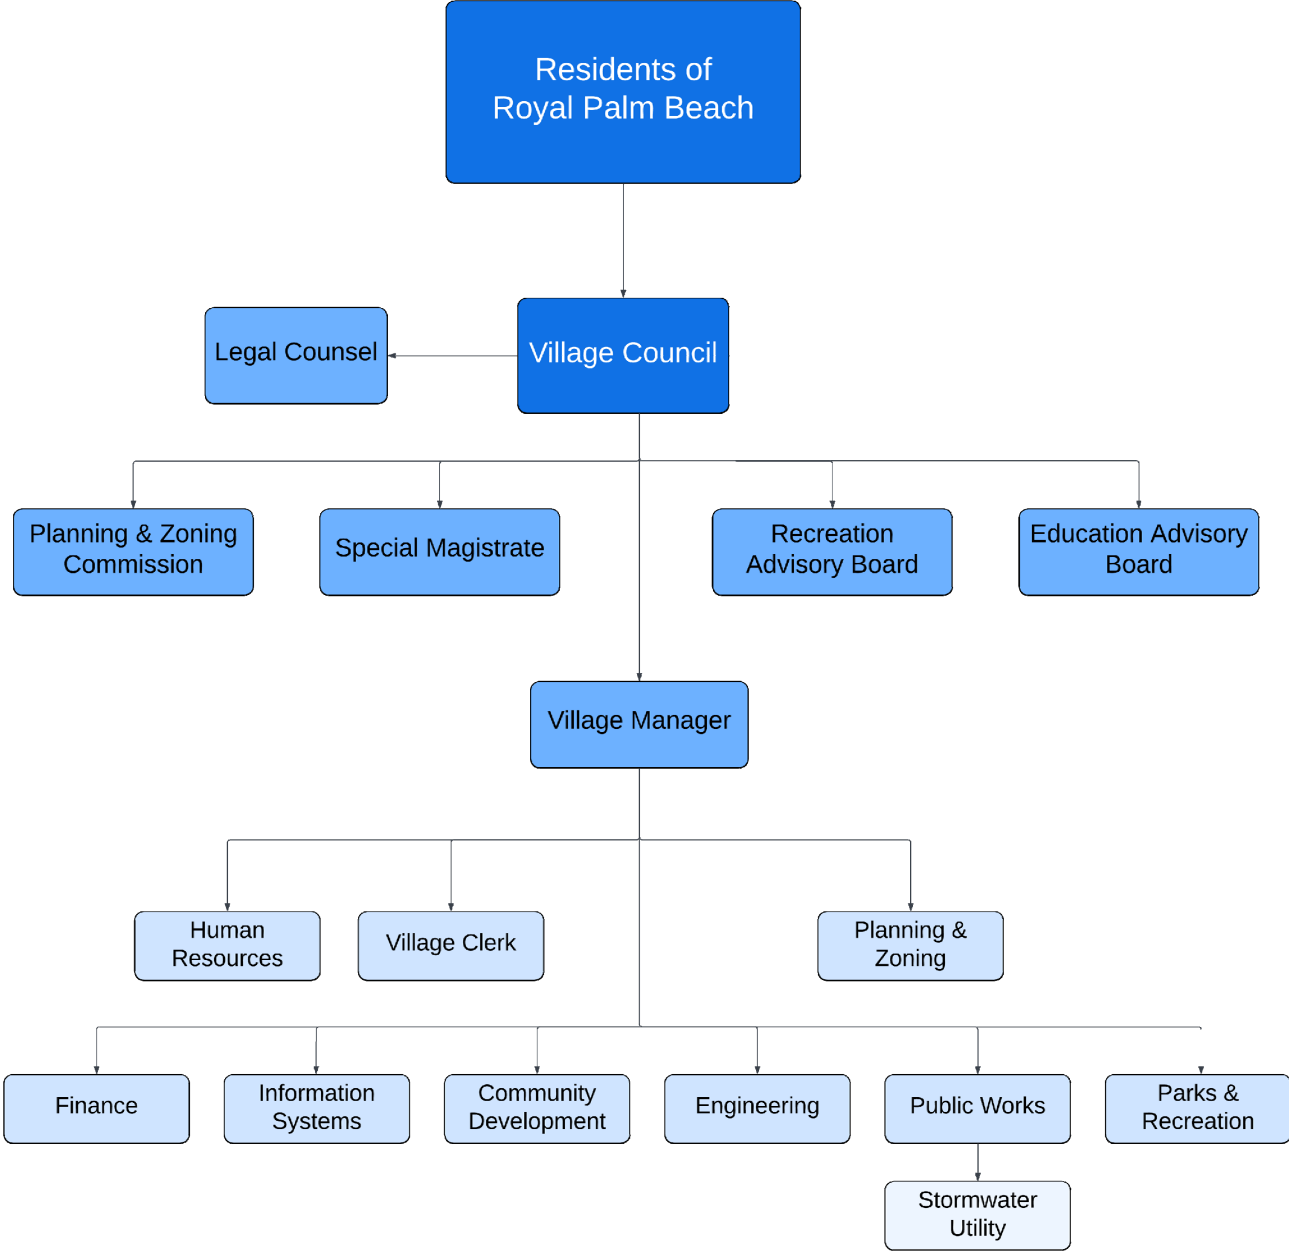 Residents of
Royal Palm Beach
Legal Counsel
Village Council
Planning & Zoning
Commission
Special Magistrate
Recreation
Advisory Board
Education Advisory
Board
Village Manager
Human
Resources
Village Clerk
Planning &
Zoning
Finance
Information
Systems
Community
Development
Engineering
Public Works
Parks &
Recreation
Stormwater
Utility